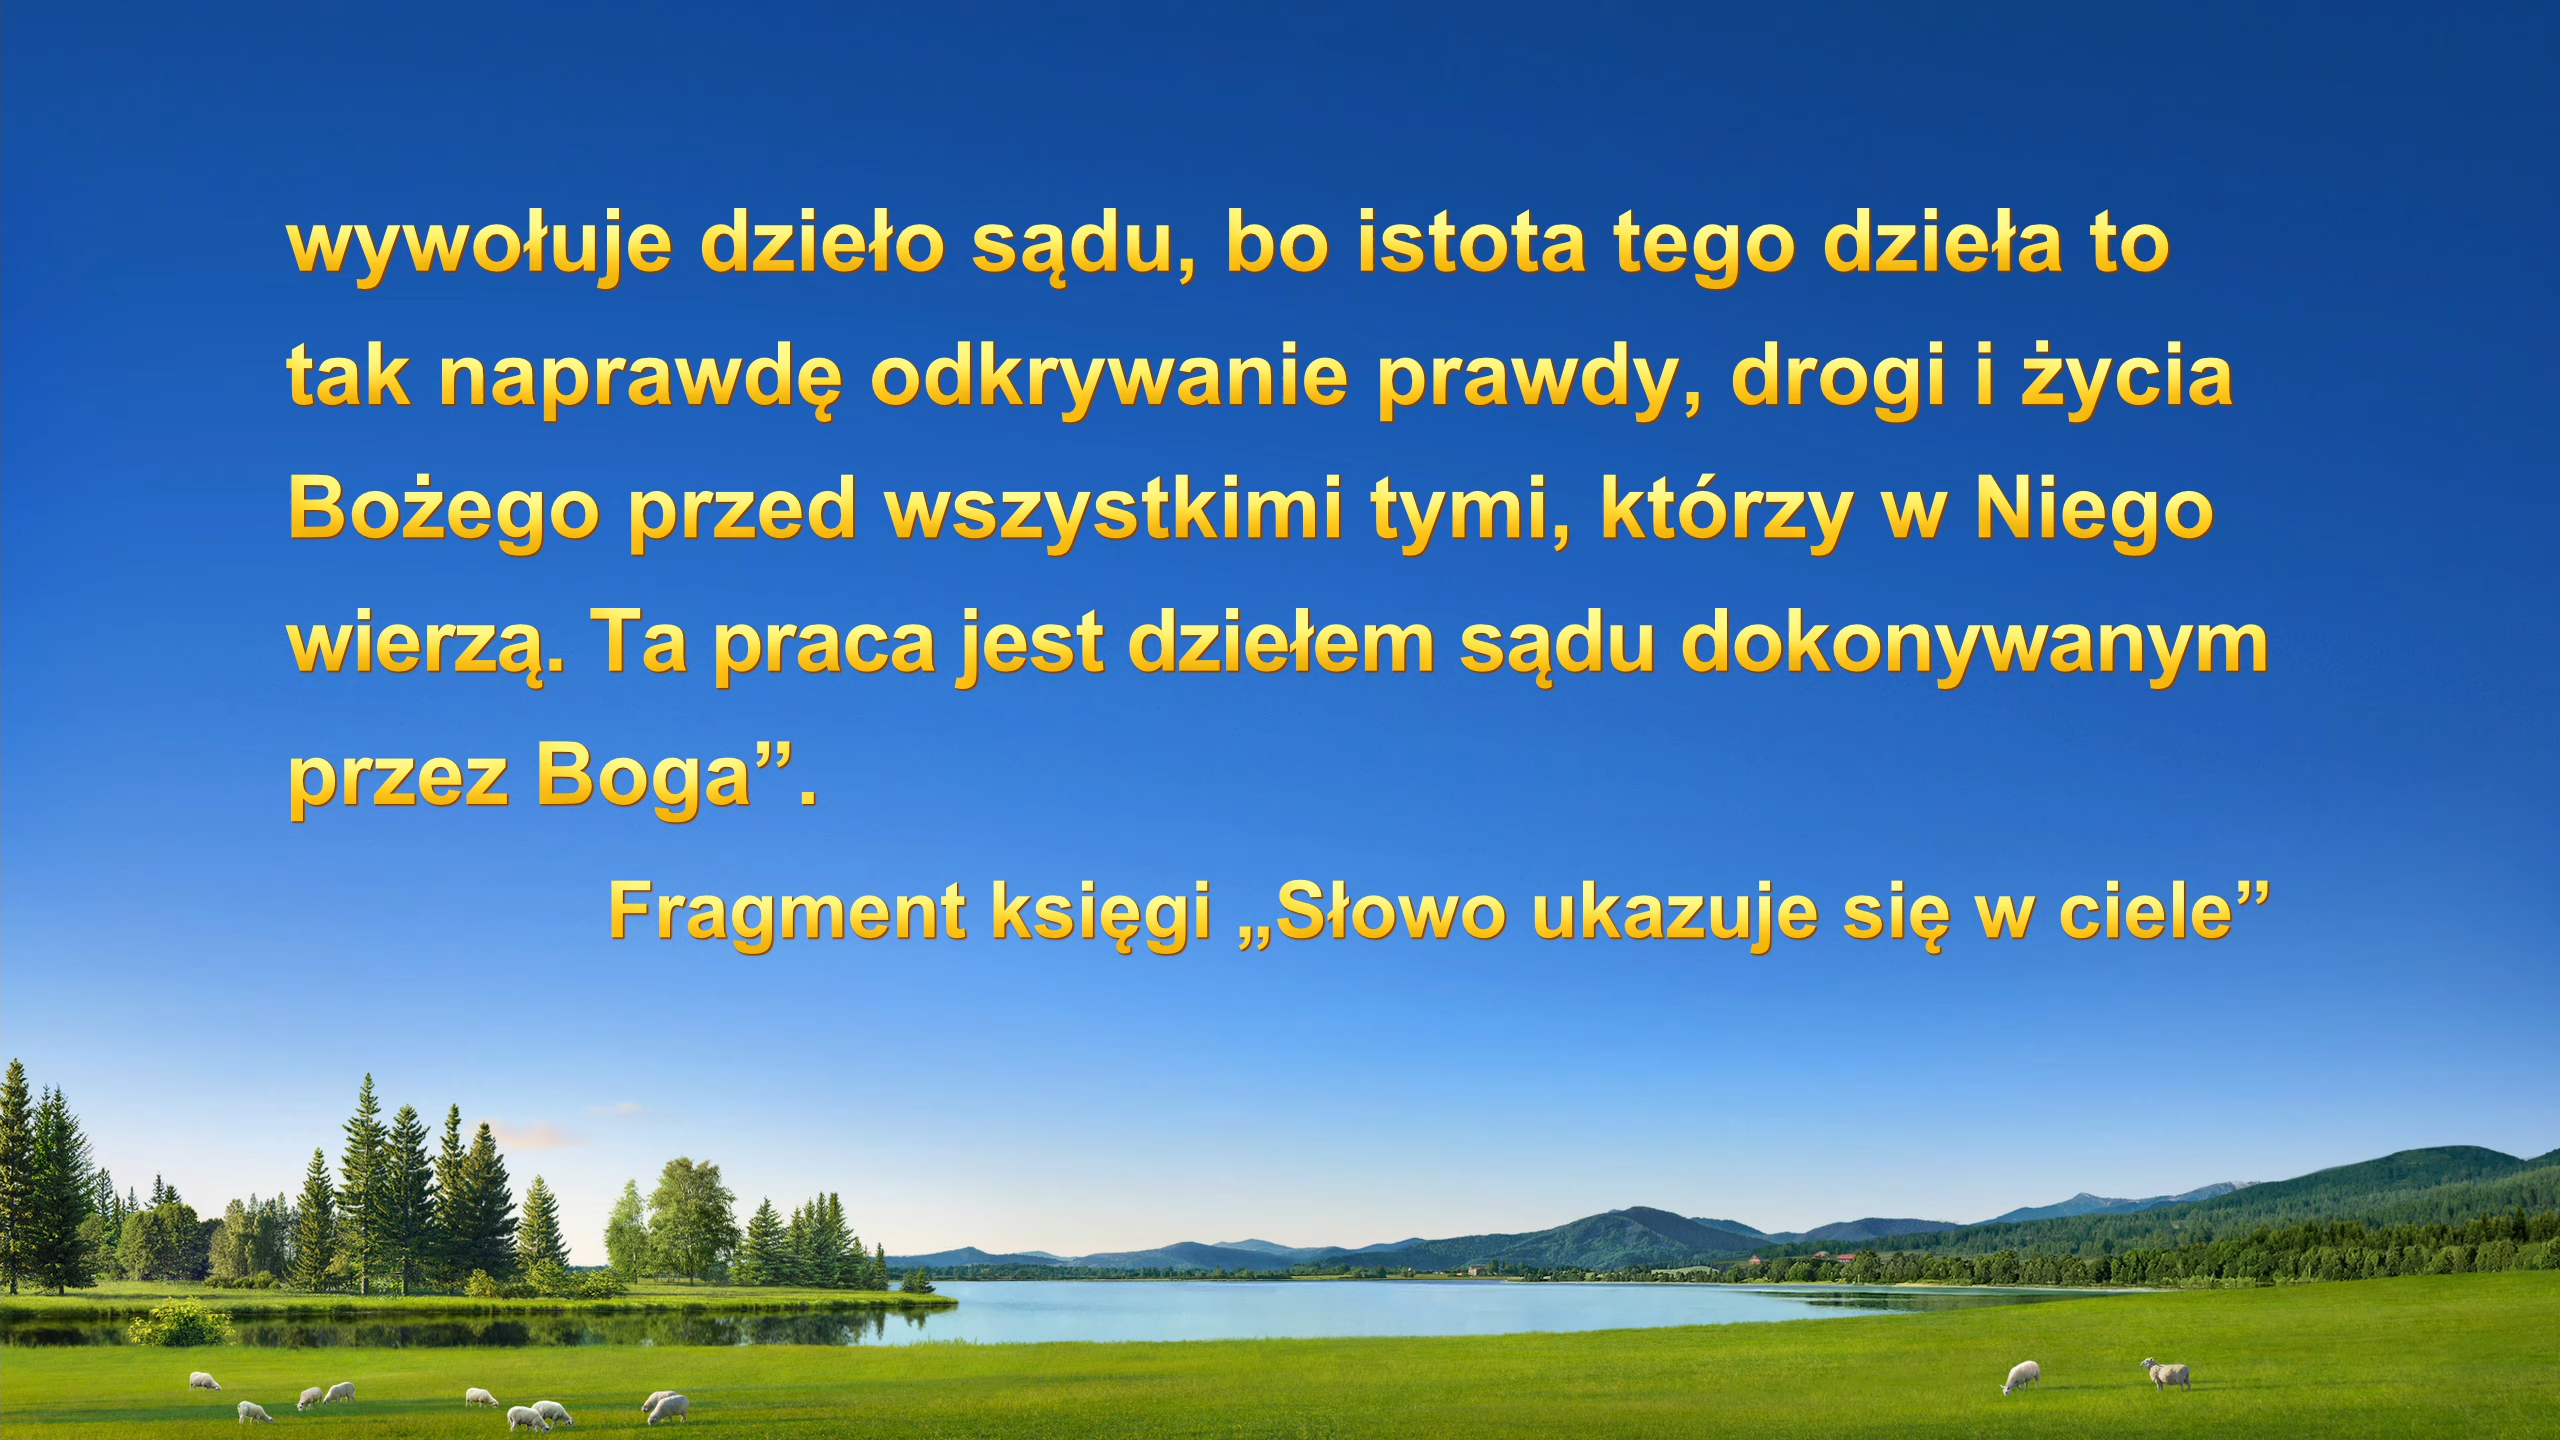 wywołuje dzieło sądu, bo istota tego dzieła to
tak naprawdę odkrywanie prawdy, drogi i życia
Bożego przed wszystkimi tymi, którzy w Niego
wierzą. Ta praca jest dziełem sądu dokonywanym
przez Boga”.
Fragment księgi „Słowo ukazuje się w ciele”